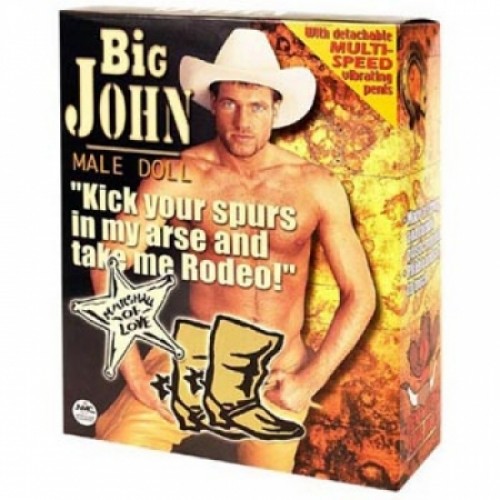 Big
JOHN
MALE DOLL
With detachable
MULTI-
SPEED
vibrating
penis
"Kick your spurs
in my arse and
take me Rodeo!"
MARSHALL
OF
LOVE